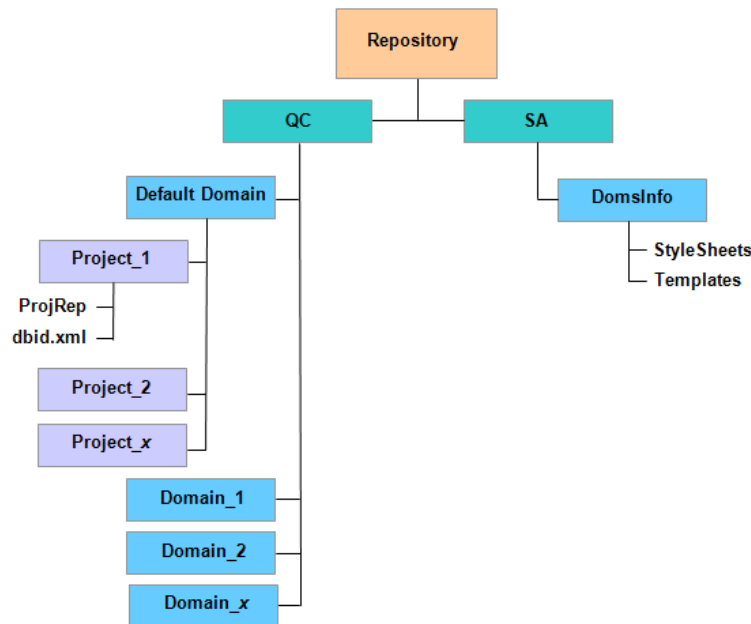 Repository
QC
SA
Default Domain
DomsInfo
Project_1
StyleSheets
Templates
ProjRep
dbid.xml
Project_2
Project_x
Domain_1
Domain_2
Domain_x